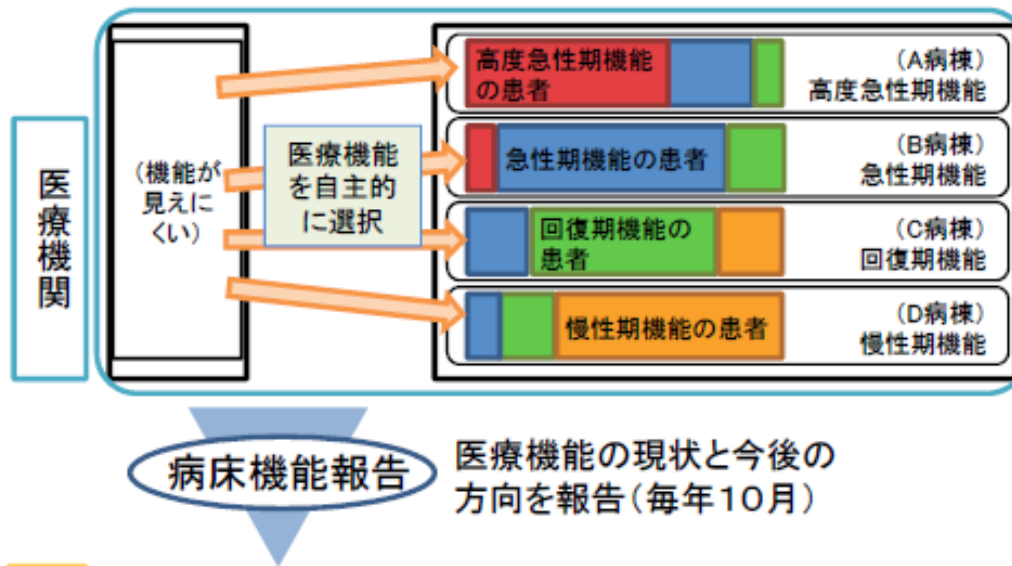 医療機関
(機能が
見えに
くい)
医療機能
を自主的
に選択
高度急性期機能
の患者
(A病棟)
高度急性期機能
急性期機能の患者
(B病棟)
急性期機能
回復期機能の
患者
(C病棟)
回復期機能
慢性期機能の患者
(D病棟)
慢性期機能
病床機能報告
医療機能の現状と今後の
方向を報告(毎年10月)